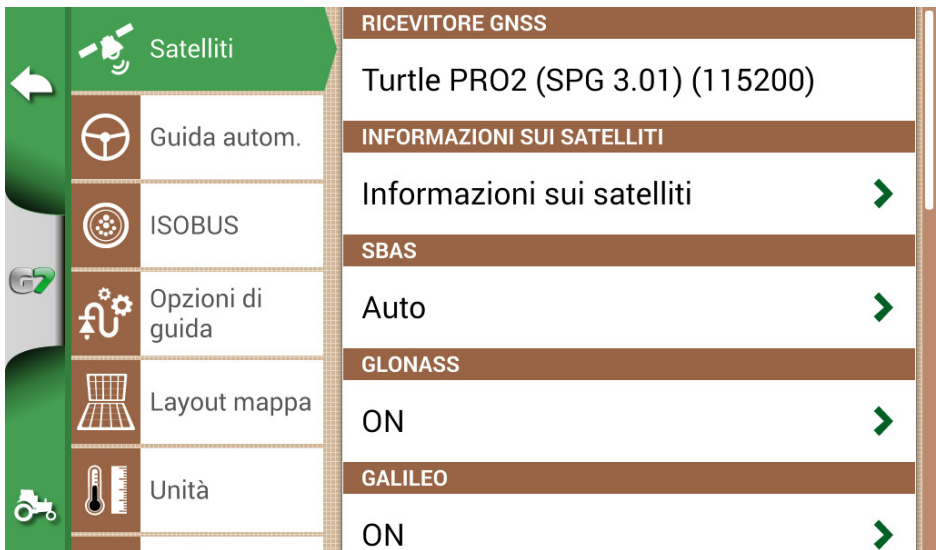 Satelliti
Guida autom.
ISOBUS
Opzioni di
guida
Layout mappa
Unità
G7
RICEVITORE GNSS
Turtle PRO2 (SPG 3.01) (115200)
INFORMAZIONI SUI SATELLITI
Informazioni sui satelliti
SBAS
Auto
GLONASS
ON
GALILEO
ON